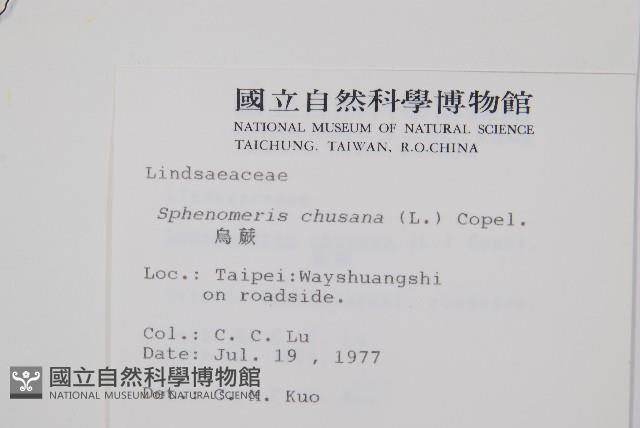 國立自然科學博物館
NATIONAL MUSEUM OF NATURAL SCIENCE
TAICHUNG, TAIWAN, R.O.CHINA
Lindsaeaceae
Sphenomeris chusana (L.) Copel.
烏蕨
Loc.: Taipei:Wayshuangshi
on roadside.
Col.: C. C. Lu
Date: Jul. 19 , 1977
Det.: C. M. Kuo
國立自然科學博物館
NATIONAL MUSEUM OF NATURAL SCIENCE